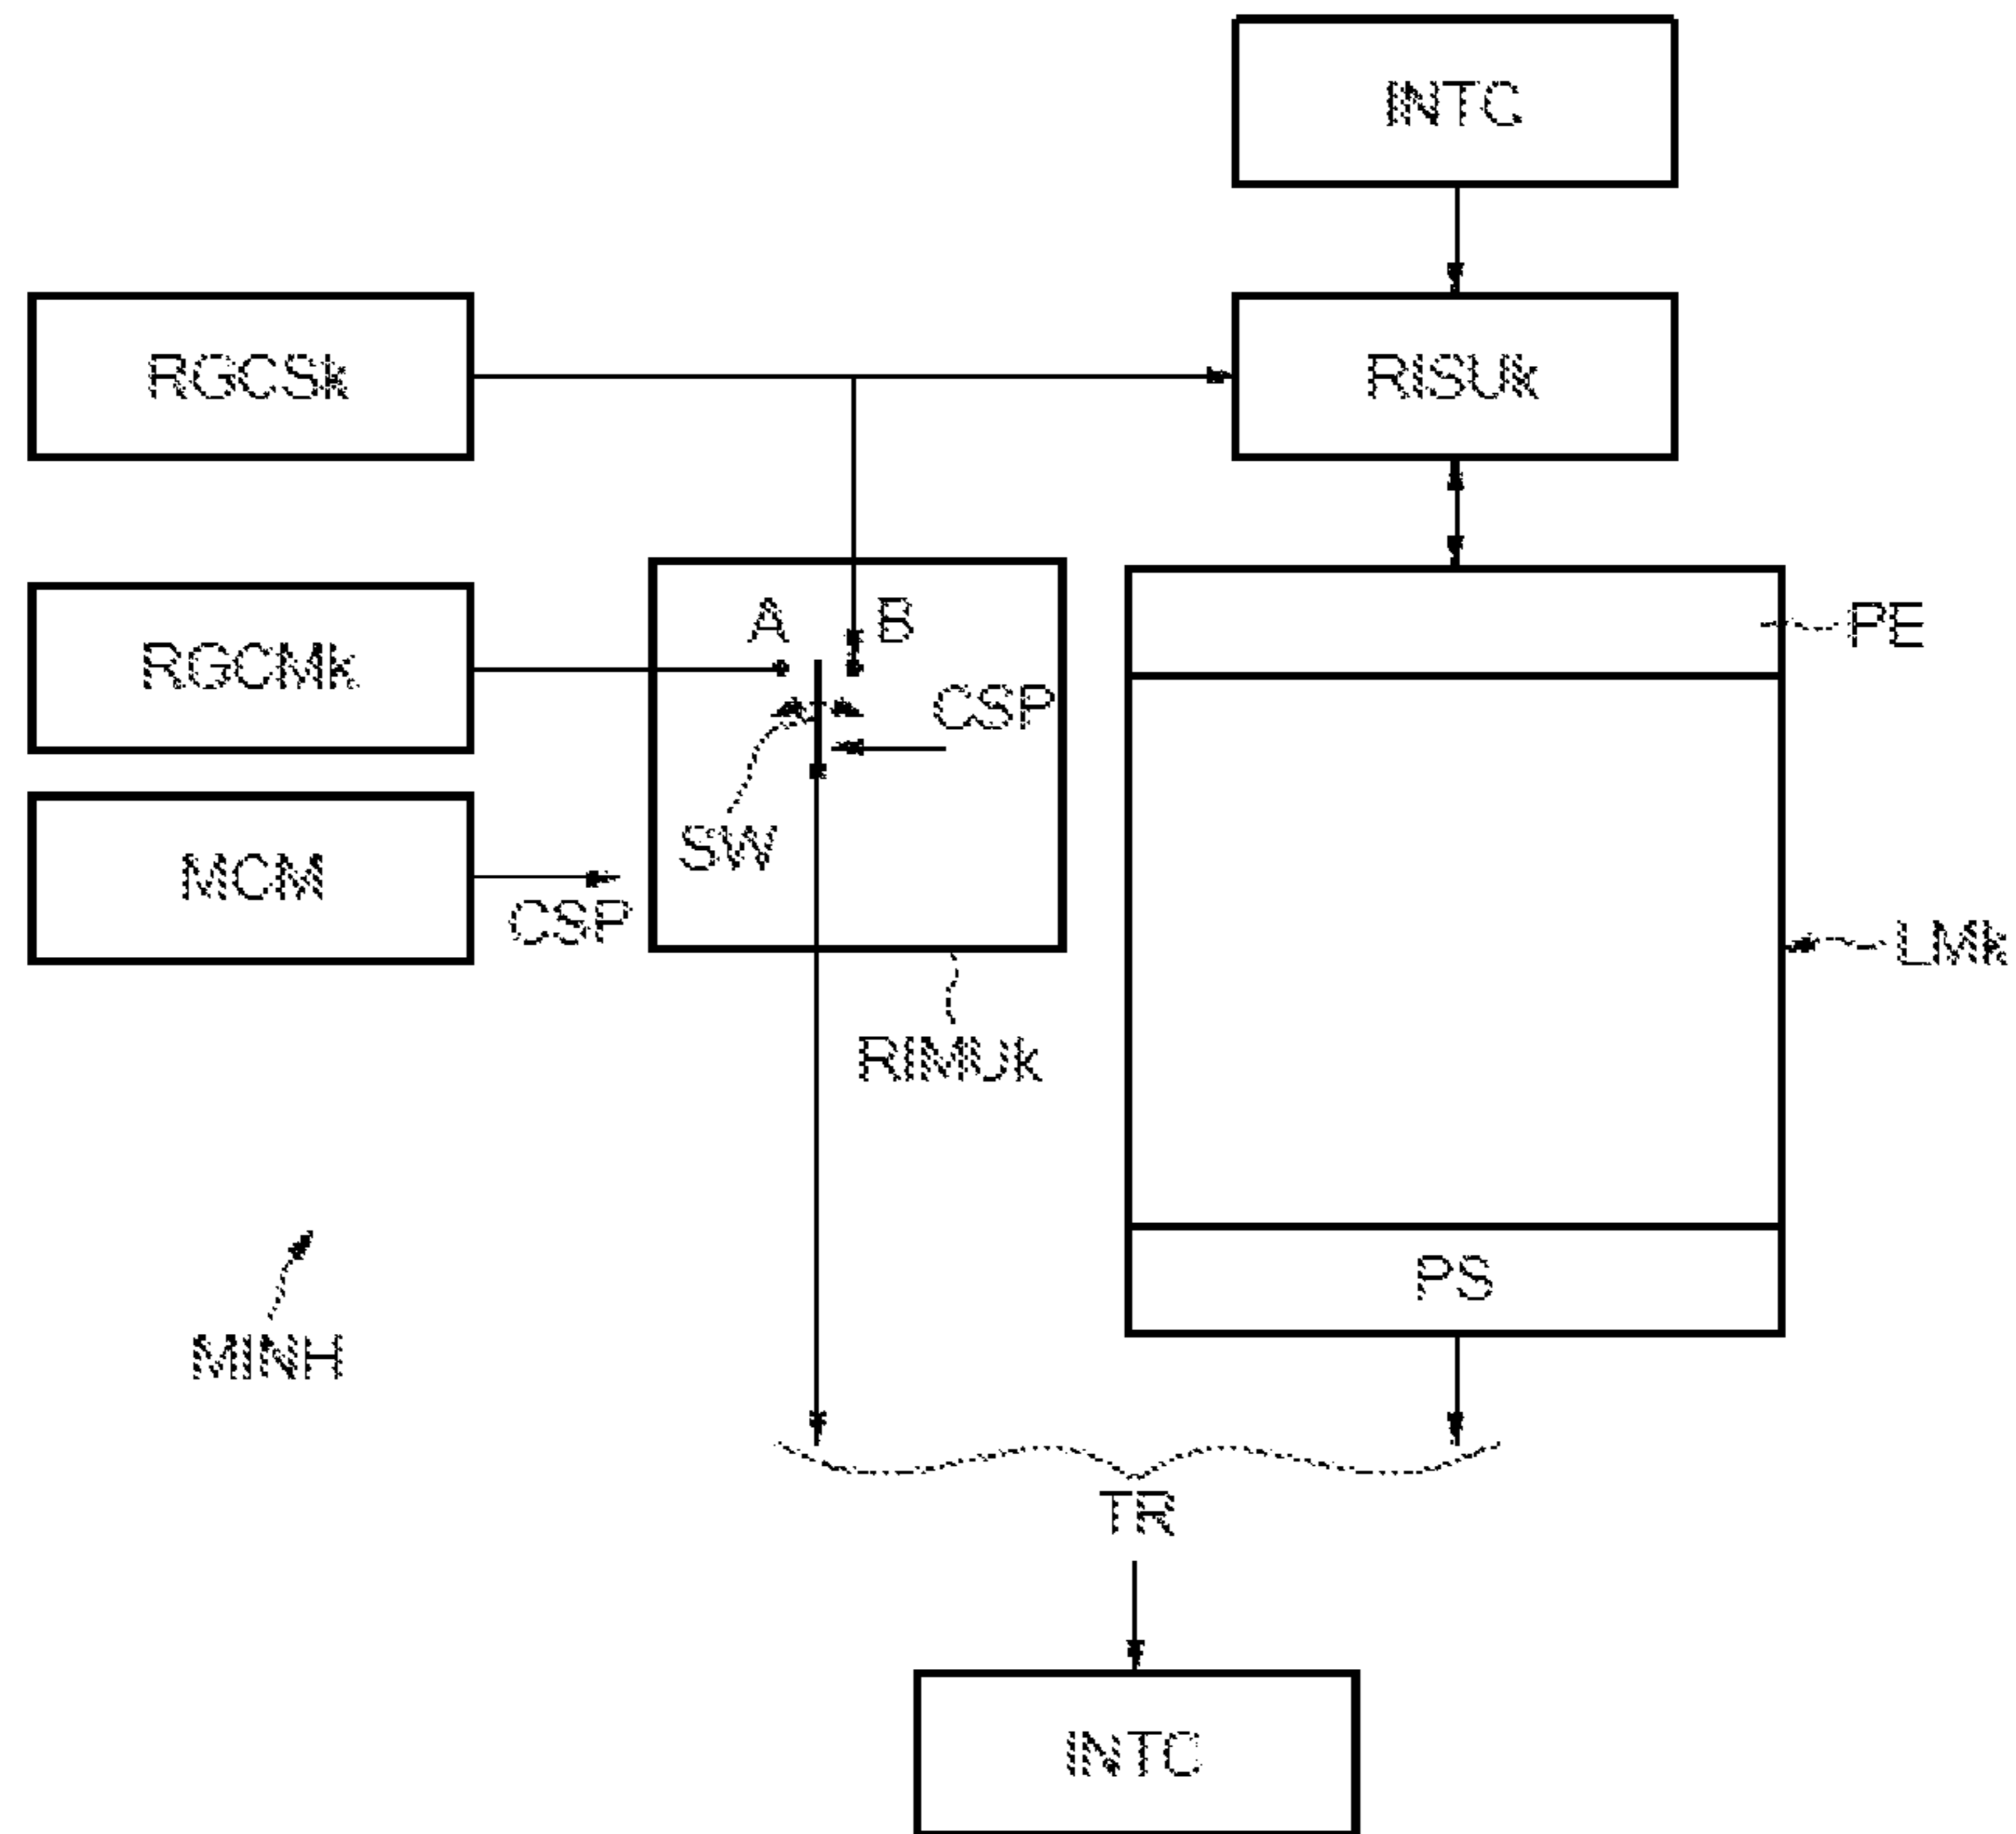 INTC
RGCSk
RISUk
A
B
PE
RGCMk
CSP
SW
MCM
CSP
LMk
RIMUk
PS
MINH
TR
INTC